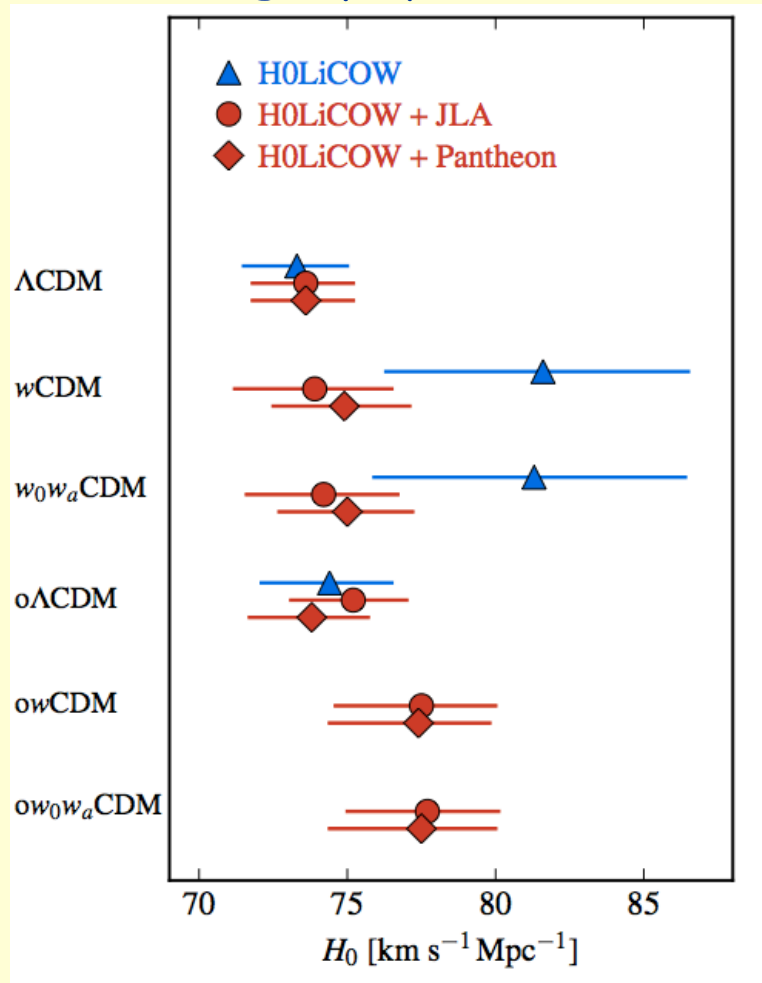 H0LiCOW
H0LiCOW + JLA
H0LiCOW + Pantheon
ΛCDM
wCDM
w₀wₐCDM
oΛCDM
owCDM
ow₀wₐCDM
70 75 80 85
H₀ [km s⁻¹ Mpc⁻¹]